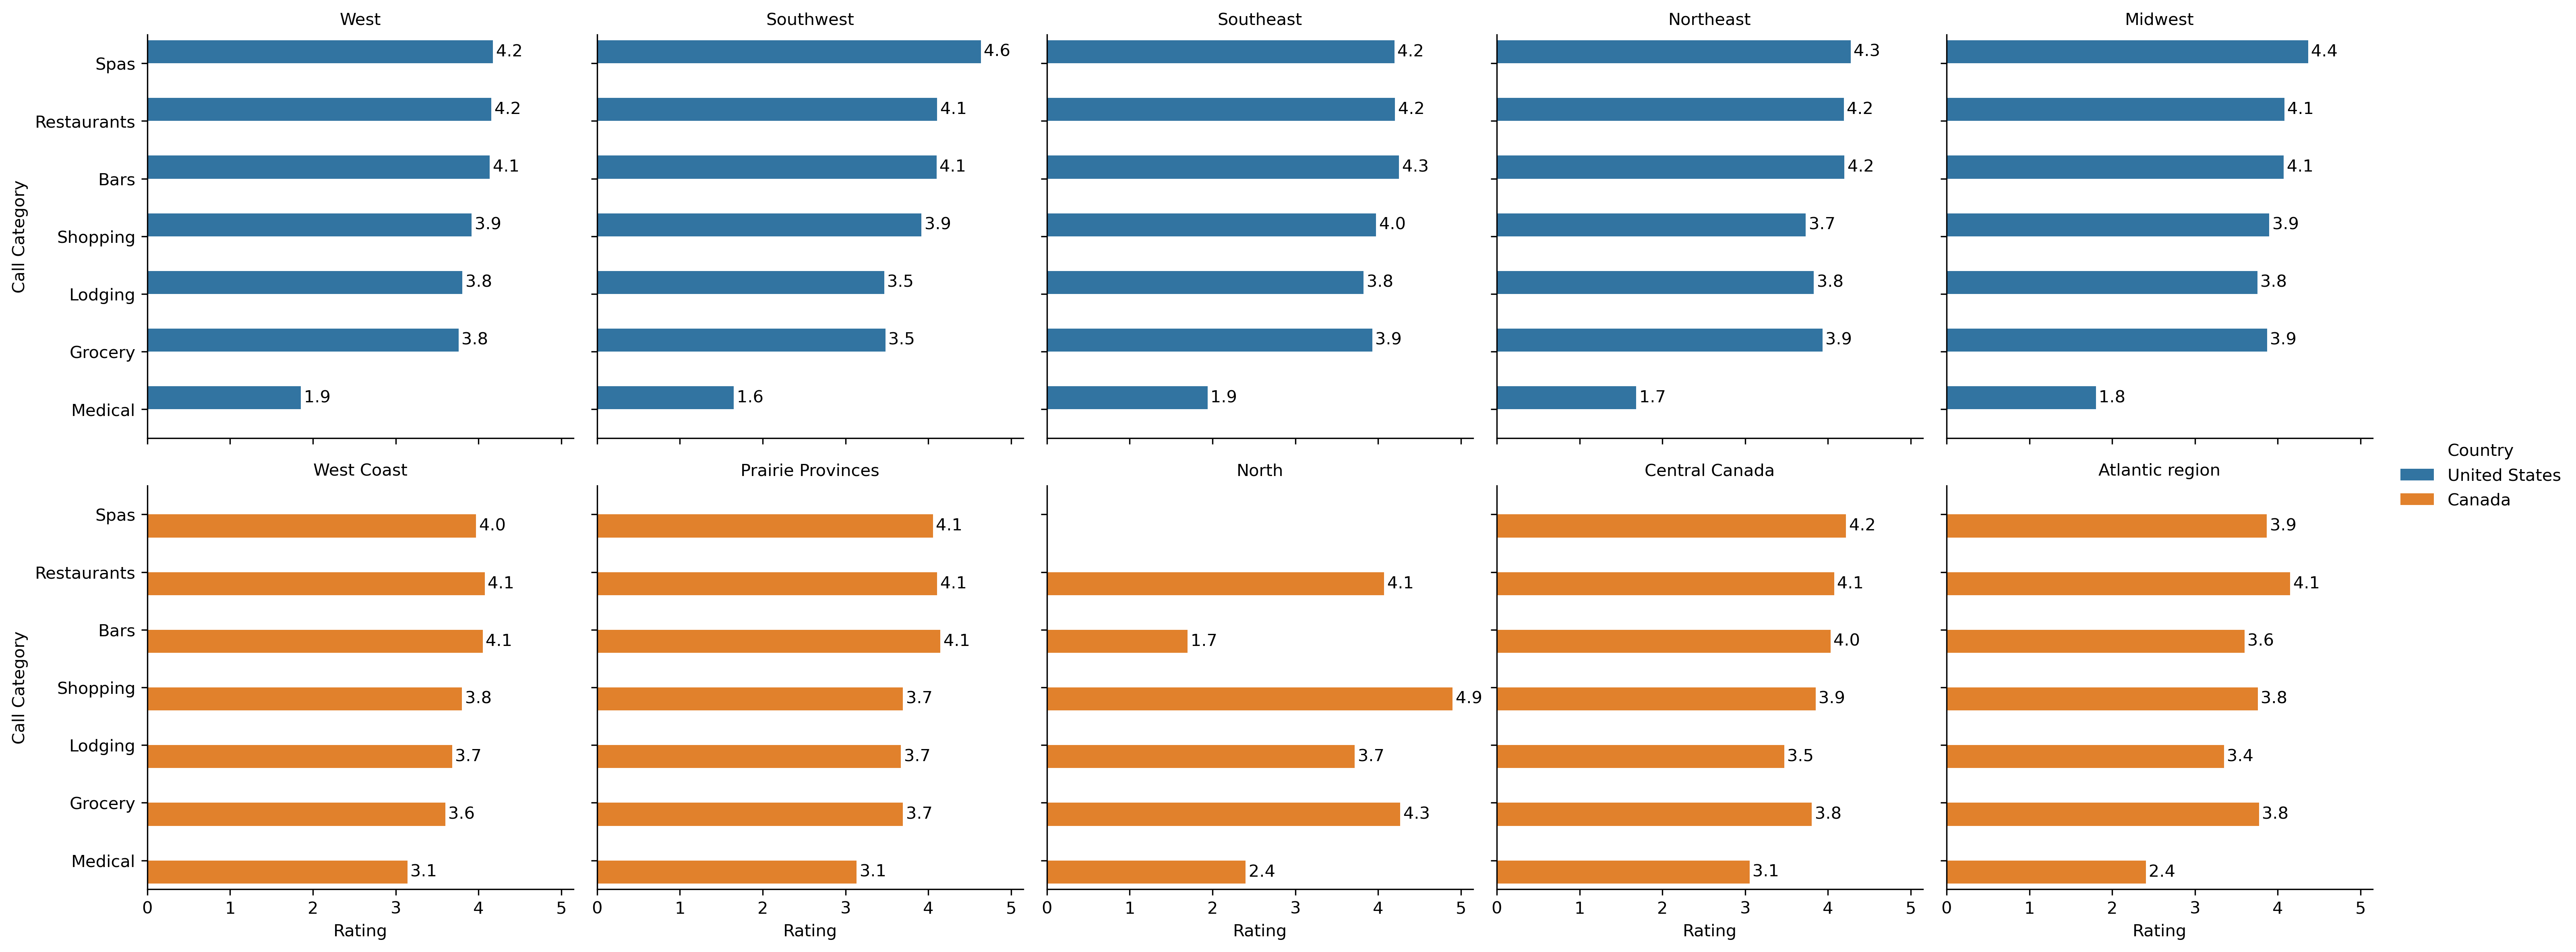 West
Southwest
Southeast
Northeast
Midwest
Call Category
Spas
4.2
4.6
4.2
4.3
4.4
Restaurants
4.2
4.1
4.2
4.2
4.1
Bars
4.1
4.1
4.3
4.2
4.1
Shopping
3.9
3.9
4.0
3.7
3.9
Lodging
3.8
3.5
3.8
3.8
3.8
Grocery
3.8
3.5
3.9
3.9
3.9
Medical
1.9
1.6
1.9
1.7
1.8
Country
United States
Canada
West Coast
Prairie Provinces
North
Central Canada
Atlantic region
Call Category
Spas
4.0
4.1
4.2
3.9
Restaurants
4.1
4.1
4.1
4.1
4.1
Bars
4.1
4.1
1.7
4.0
3.6
Shopping
3.8
3.7
4.9
3.9
3.8
Lodging
3.7
3.7
3.7
3.5
3.4
Grocery
3.6
3.7
4.3
3.8
3.8
Medical
3.1
3.1
2.4
3.1
2.4
0 1 2 3 4 5
0 1 2 3 4 5
0 1 2 3 4 5
0 1 2 3 4 5
0 1 2 3 4 5
Rating
Rating
Rating
Rating
Rating